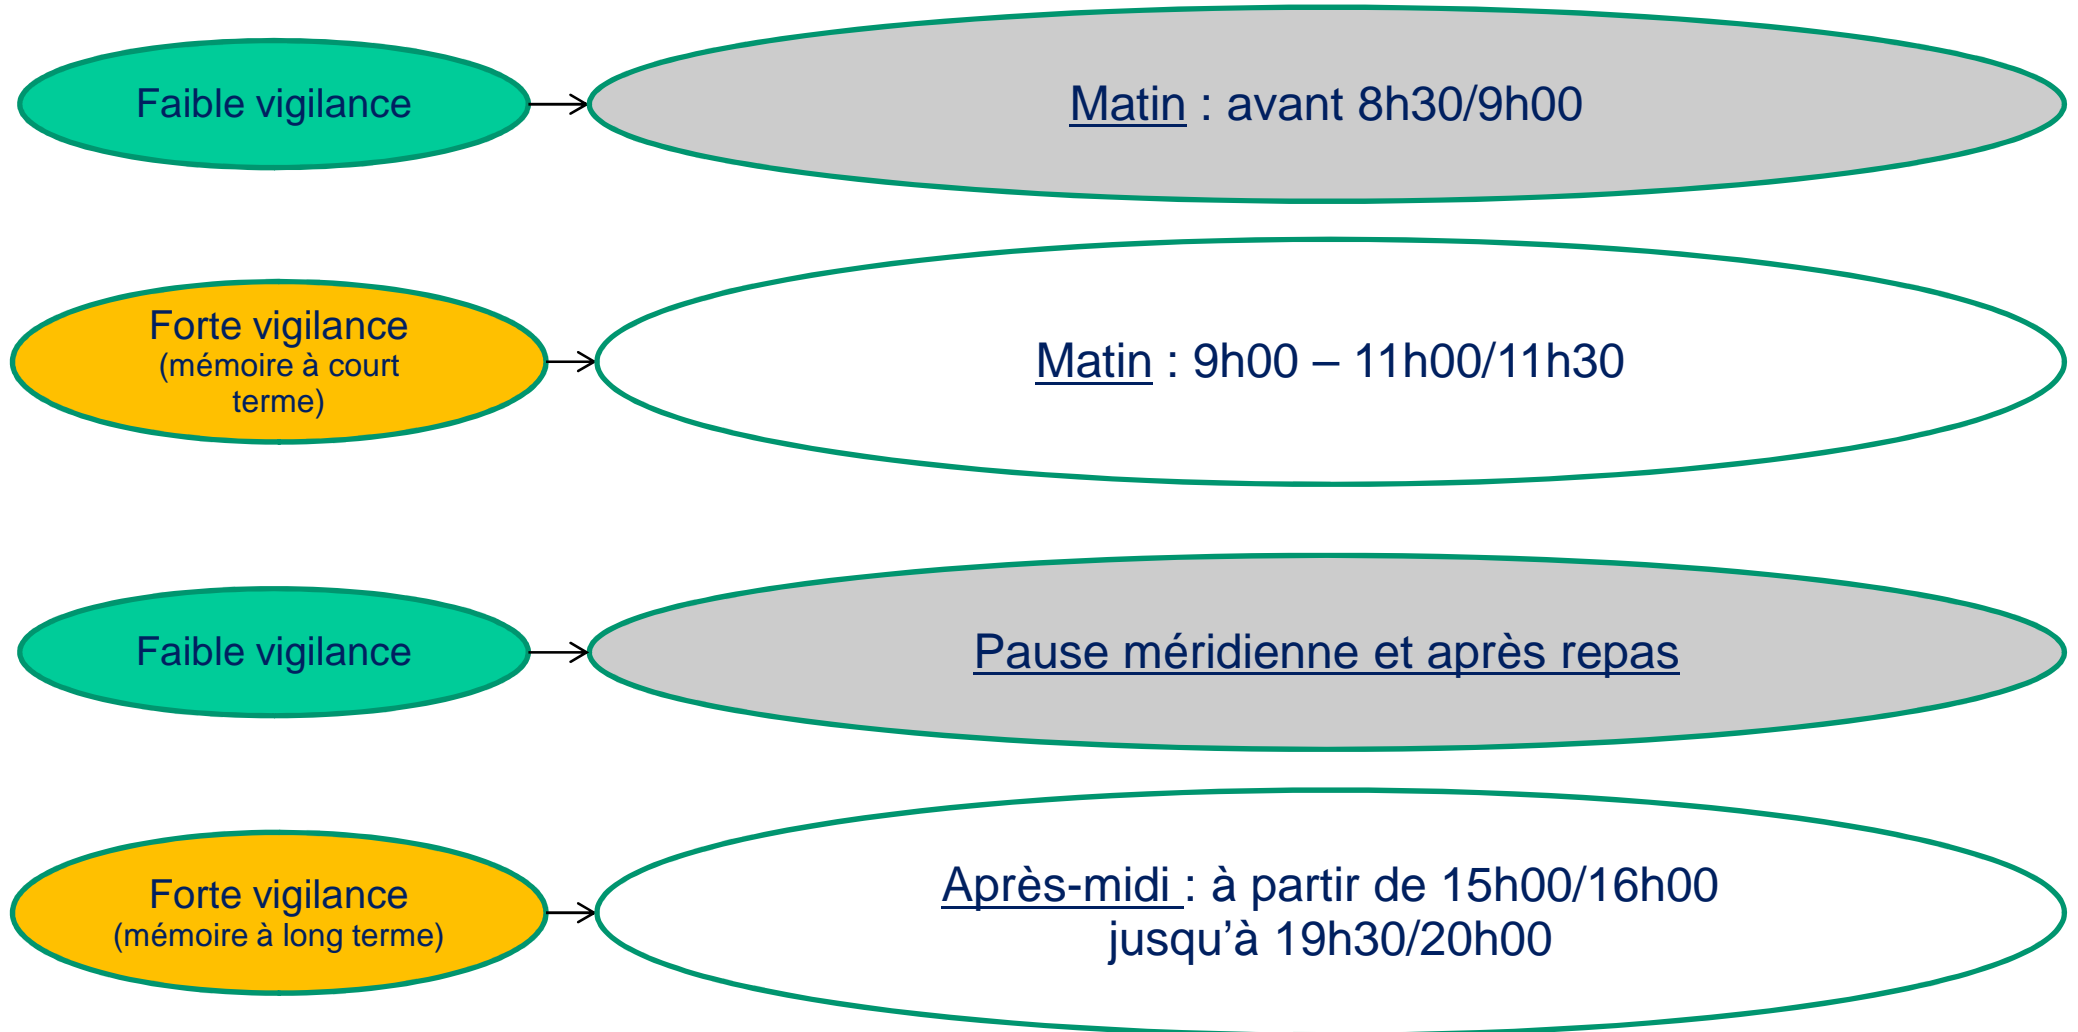 Faible vigilance
Matin : avant 8h30/9h00
Forte vigilance
(mémoire à court
terme)
Matin : 9h00 – 11h00/11h30
Faible vigilance
Pause méridienne et après repas
Forte vigilance
(mémoire à long terme)
Après-midi : à partir de 15h00/16h00
jusqu’à 19h30/20h00